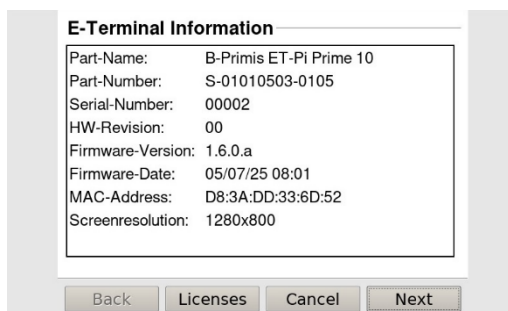 E-Terminal Information
Part-Name: B-Primis ET-Pi Prime 10
Part-Number: S-01010503-0105
Serial-Number: 00002
HW-Revision: 00
Firmware-Version: 1.6.0.a
Firmware-Date: 05/07/25 08:01
MAC-Address: D8:3A:DD:33:6D:52
Screenresolution: 1280x800
Back Licenses Cancel Next